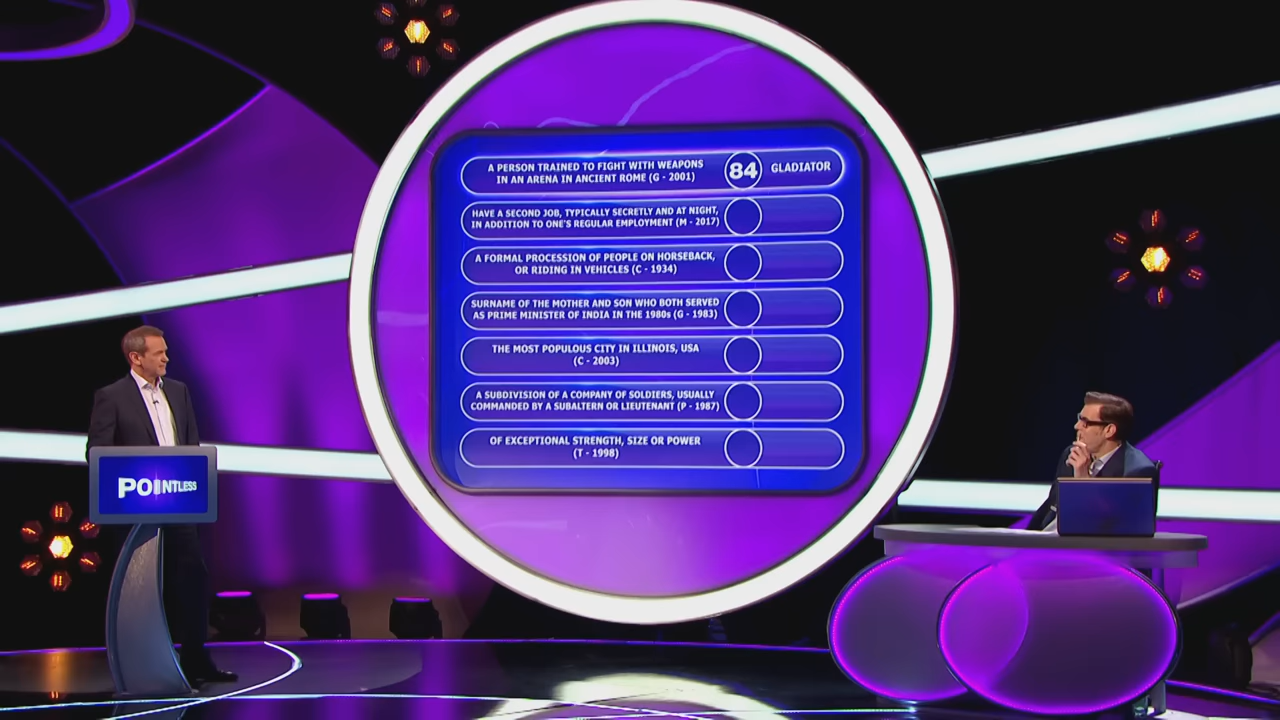 A PERSON TRAINED TO FIGHT WITH WEAPONS
IN AN ARENA IN ANCIENT ROME (G - 2001)
84 GLADIATOR
HAVE A SECOND JOB, TYPICALLY SECRETLY AND AT NIGHT,
IN ADDITION TO ONE'S REGULAR EMPLOYMENT (M - 2017)
A FORMAL PROCESSION OF PEOPLE ON HORSEBACK,
OR RIDING IN VEHICLES (C - 1934)
SURNAME OF THE MOTHER AND SON WHO BOTH SERVED
AS PRIME MINISTER OF INDIA IN THE 1980s (G - 1983)
THE MOST POPULOUS CITY IN ILLINOIS, USA
(C - 2003)
A SUBDIVISION OF A COMPANY OF SOLDIERS, USUALLY
COMMANDED BY A SUBALTERN OR LIEUTENANT (P - 1987)
OF EXCEPTIONAL STRENGTH, SIZE OR POWER
(T - 1998)
POINTLESS